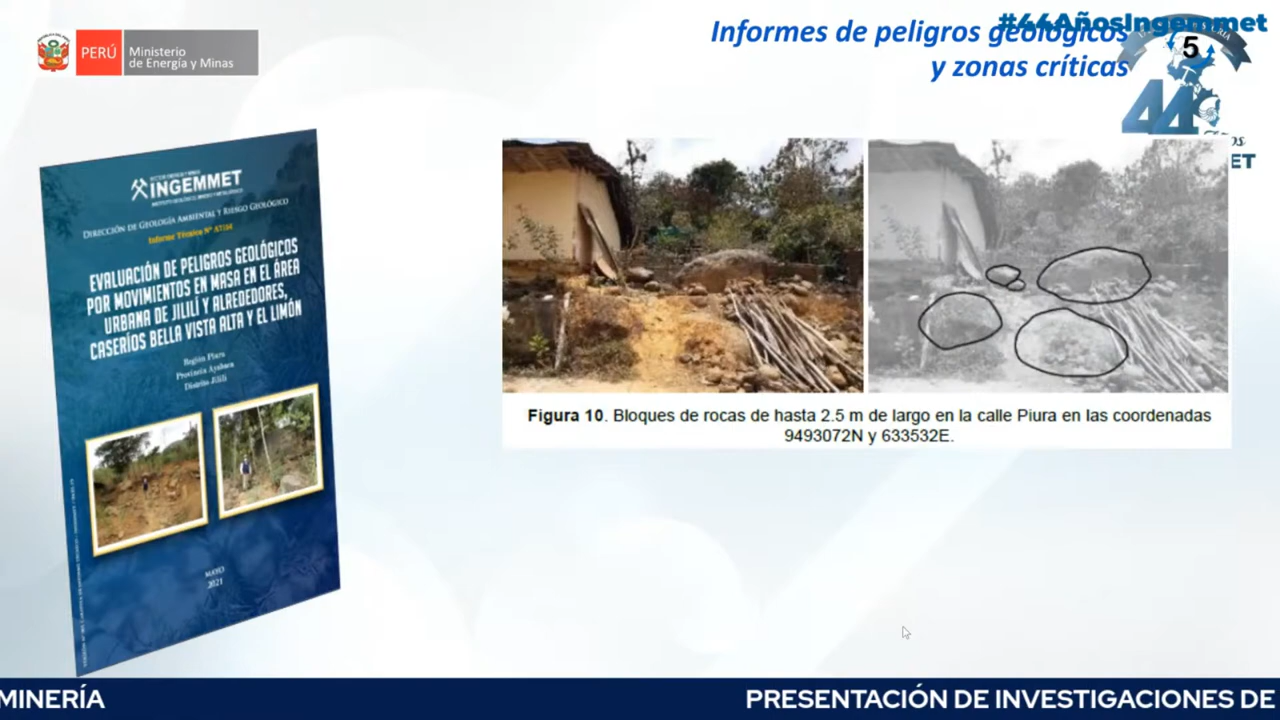 #44AñosIngemmet
Informes de peligros geológicos
y zonas críticas
5
44
PERÚ
Ministerio
de Energía y Minas
INGEMMET
DIRECCIÓN DE GEOLOGÍA AMBIENTAL Y RIESGO GEOLÓGICO
EVALUACIÓN DE PELIGROS GEOLÓGICOS
POR MOVIMIENTOS EN MASA EN EL ÁREA
URBANA DE JILILÍ Y ALREDEDORES,
CASERÍOS BELLA VISTA ALTA Y EL LIMÓN
Región Piura
Provincia Ayabaca
Distrito Jililí
MAYO
2021
Figura 10. Bloques de rocas de hasta 2.5 m de largo en la calle Piura en las coordenadas
9493072N y 633532E.
MINERÍA
PRESENTACIÓN DE INVESTIGACIONES DE